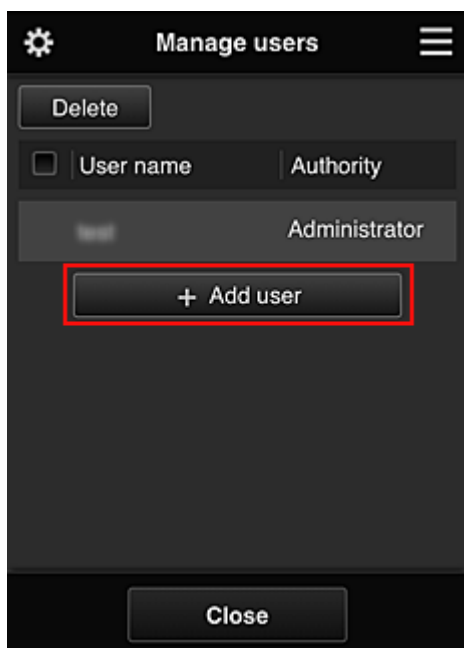 Manage users
Delete
User name Authority
Administrator
+ Add user
Close